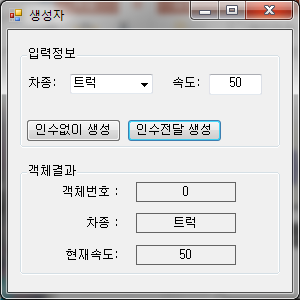 생성자
입력정보
차종: 트럭 속도: 50
인수없이 생성 인수전달 생성
객체결과
객체번호 : 0
차종 : 트럭
현재속도: 50